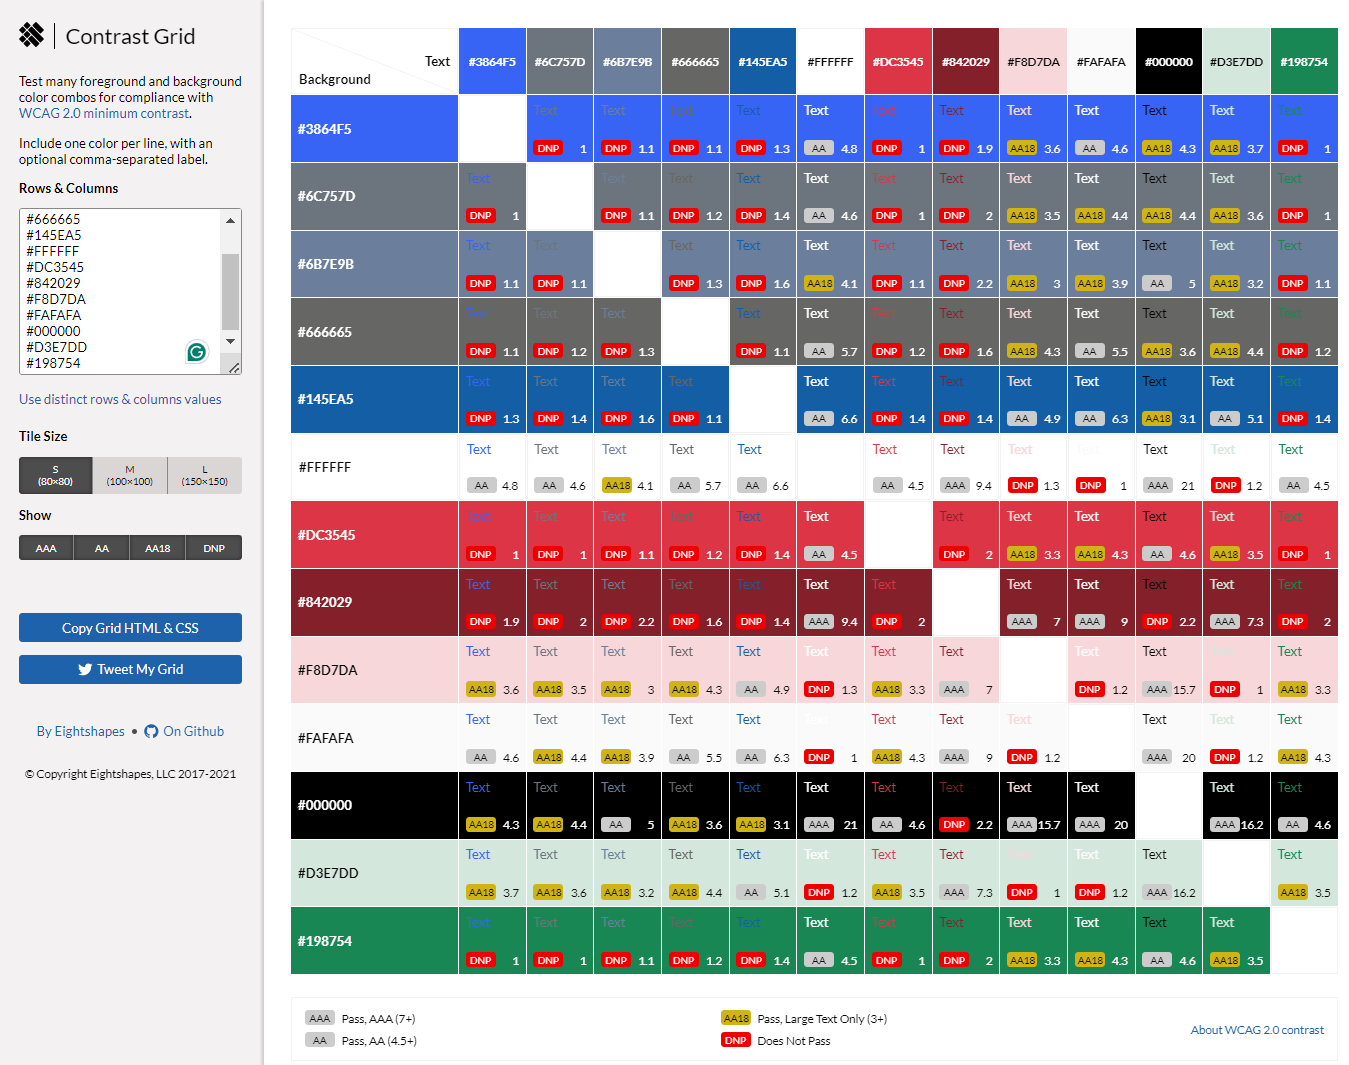 Contrast Grid
Test many foreground and background
color combos for compliance with
WCAG 2.0 minimum contrast.
Include one color per line, with an
optional comma-separated label.
Rows & Columns
#666665
#145EA5
#FFFFFF
#DC3545
#842029
#F8D7DA
#FAFAFA
#000000
#D3E7DD
#198754
Use distinct rows & columns values
Tile Size
S M L
(80×80) (100×100) (150×150)
Show
AAA AA AA18 DNP
Copy Grid HTML & CSS
Tweet My Grid
By Eightshapes • On Github
© Copyright Eightshapes, LLC 2017-2021
Text
Background
#3864F5 #6C757D #6B7E9B #666665 #145EA5 #FFFFFF #DC3545 #842029 #F8D7DA #FAFAFA #000000 #D3E7DD #198754
Text Text Text Text Text Text Text Text Text Text Text Text
#3864F5
DNP 1 DNP 1.1 DNP 1.1 DNP 1.3 AA 4.8 DNP 1 DNP 1.9 AA18 3.6 AA 4.6 AA18 4.3 AA18 3.7 DNP 1
Text Text Text Text Text Text Text Text Text Text Text Text
#6C757D
DNP 1 DNP 1.1 DNP 1.2 DNP 1.4 AA 4.6 DNP 1 DNP 2 AA18 3.5 AA18 4.4 AA18 4.4 AA18 3.6 DNP 1
Text Text Text Text Text Text Text Text Text Text Text Text
#6B7E9B
DNP 1.1 DNP 1.1 DNP 1.3 DNP 1.6 AA18 4.1 DNP 1.1 DNP 2.2 AA18 3 AA18 3.9 AA 5 AA18 3.2 DNP 1.1
Text Text Text Text Text Text Text Text Text Text Text Text
#666665
DNP 1.1 DNP 1.2 DNP 1.3 DNP 1.1 AA 5.7 DNP 1.2 DNP 1.6 AA18 4.3 AA 5.5 AA18 3.6 AA18 4.4 DNP 1.2
Text Text Text Text Text Text Text Text Text Text Text Text
#145EA5
DNP 1.3 DNP 1.4 DNP 1.6 DNP 1.1 AA 6.6 DNP 1.4 DNP 1.4 AA 4.9 AA 6.3 AA18 3.1 AA 5.1 DNP 1.4
Text Text Text Text Text Text Text Text Text Text Text
#FFFFFF
AA 4.8 AA 4.6 AA18 4.1 AA 5.7 AA 6.6 AA 4.5 AAA 9.4 DNP 1.3 DNP 1 AAA 21 DNP 1.2 AA 4.5
Text Text Text Text Text Text Text Text Text Text Text Text
#DC3545
DNP 1 DNP 1 DNP 1.1 DNP 1.2 DNP 1.4 AA 4.5 DNP 2 AA18 3.3 AA18 4.3 AA 4.6 AA18 3.5 DNP 1
Text Text Text Text Text Text Text Text Text Text Text Text
#842029
DNP 1.9 DNP 2 DNP 2.2 DNP 1.6 DNP 1.4 AAA 9.4 DNP 2 AAA 7 AAA 9 DNP 2.2 AAA 7.3 DNP 2
Text Text Text Text Text Text Text Text Text Text Text Text
#F8D7DA
AA18 3.6 AA18 3.5 AA18 3 AA18 4.3 AA 4.9 DNP 1.3 AA18 3.3 AAA 7 DNP 1.2 AAA 15.7 DNP 1 AA18 3.3
Text Text Text Text Text Text Text Text Text Text Text
#FAFAFA
AA 4.6 AA18 4.4 AA18 3.9 AA 5.5 AA 6.3 DNP 1 AA18 4.3 AAA 9 DNP 1.2 AAA 20 DNP 1.2 AA18 4.3
Text Text Text Text Text Text Text Text Text Text Text Text
#000000
AA18 4.3 AA18 4.4 AA 5 AA18 3.6 AA18 3.1 AAA 21 AA 4.6 DNP 2.2 AAA 15.7 AAA 20 AAA 16.2 AA 4.6
Text Text Text Text Text Text Text Text Text Text Text Text
#D3E7DD
AA18 3.7 AA18 3.6 AA18 3.2 AA18 4.4 AA 5.1 DNP 1.2 AA18 3.5 AAA 7.3 DNP 1 DNP 1.2 AAA 16.2 AA18 3.5
Text Text Text Text Text Text Text Text Text Text Text Text
#198754
DNP 1 DNP 1 DNP 1.1 DNP 1.2 DNP 1.4 AA 4.5 DNP 1 DNP 2 AA18 3.3 AA18 4.3 AA 4.6 AA18 3.5
AAA Pass, AAA (7+) AA18 Pass, Large Text Only (3+)
About WCAG 2.0 contrast
AA Pass, AA (4.5+) DNP Does Not Pass